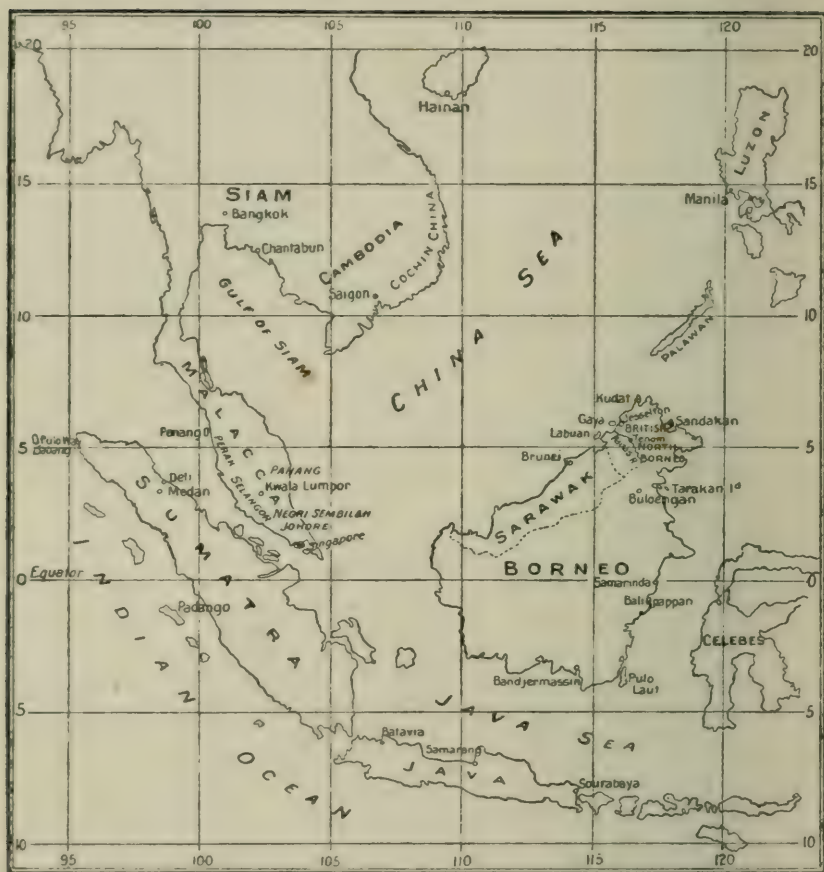 95 100 105 110 115 120
20 20
Hainan
LUZON
15 15
SIAM
Bangkok
Manila
Chantabun
CAMBODIA
COCHIN CHINA
Saigon
GULF OF SIAM
CHINA SEA
10 10
PALAWAN
MALACCA
Kudat
Jesselton
Gaya
Sandakan
BRITISH
Labuan
Tenom
NORTH
BORNEO
Penang
5 5
Brunei
PERAK SELANGOR
PAHANG
Deli
Kwala Lumpor
Medan
Tarakan Id
Buloengan
NEGRI SEMBILAN
JOHORE
SARAWAK
Singapore
SUMATRA
BORNEO
Equator 0 0
Samarinda
Padang
Balikpappan
CELEBES
INDIAN OCEAN
Bandjermassin
Pulo
Laut
5 5
JAVA SEA
Batavia
Samarang
JAVA
Sourabaya
10 10
95 100 105 110 115 120